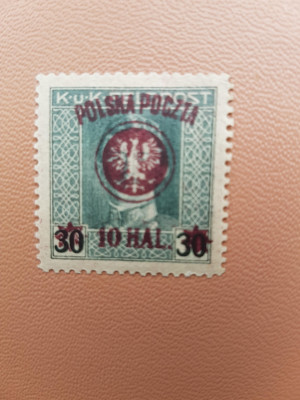 K.u.K. FELDPOST
POLSKA POCZTA
30 10 HAL. 30